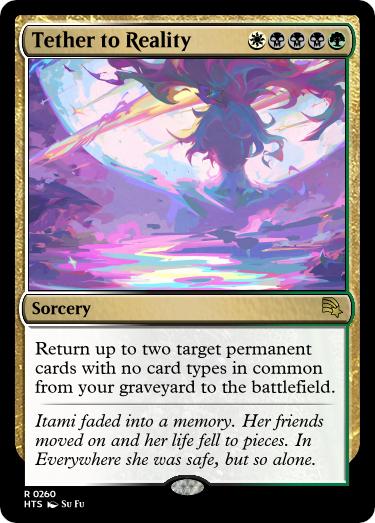 Tether to Reality
Sorcery
Return up to two target permanent
cards with no card types in common
from your graveyard to the battlefield.
Itami faded into a memory. Her friends
moved on and her life fell to pieces. In
Everywhere she was safe, but so alone.
R 0260
HTS Su Fu